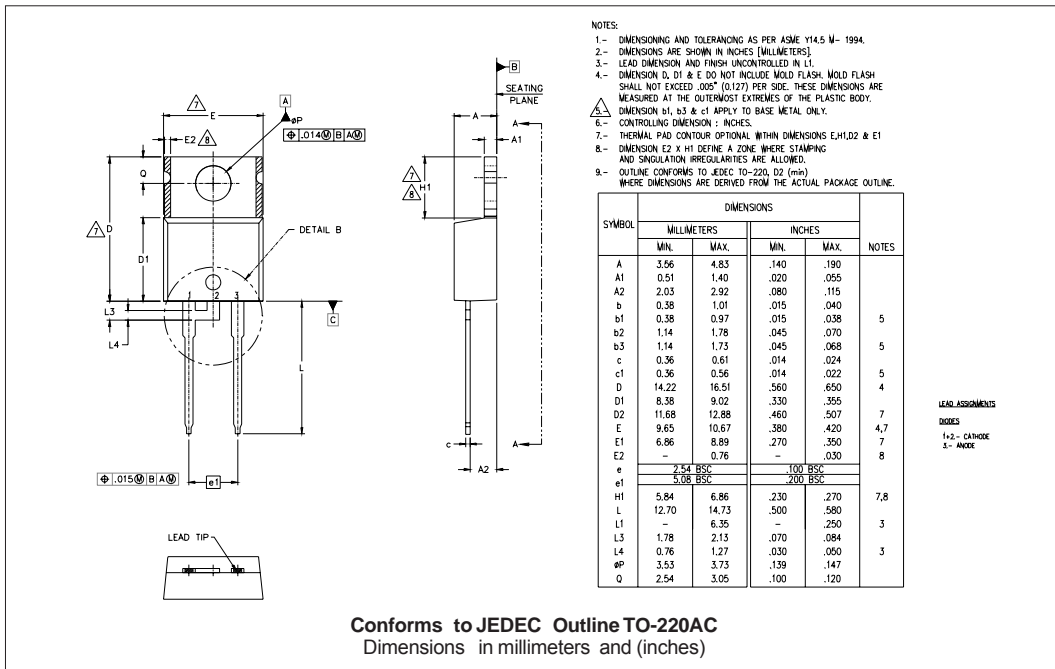 NOTES:
1.- DIMENSIONING AND TOLERANCING AS PER ASME Y14.5 M- 1994.
2.- DIMENSIONS ARE SHOWN IN INCHES [MILLIMETERS].
3.- LEAD DIMENSION AND FINISH UNCONTROLLED IN L1.
4.- DIMENSION D, D1 & E DO NOT INCLUDE MOLD FLASH. MOLD FLASH
SHALL NOT EXCEED .005" (0.127) PER SIDE. THESE DIMENSIONS ARE
MEASURED AT THE OUTERMOST EXTREMES OF THE PLASTIC BODY.
5.- DIMENSION b1, b3 & c1 APPLY TO BASE METAL ONLY.
6.- CONTROLLING DIMENSION : INCHES.
7.- THERMAL PAD CONTOUR OPTIONAL WITHIN DIMENSIONS E,H1,D2 & E1
8.- DIMENSION E2 X H1 DEFINE A ZONE WHERE STAMPING
AND SINGULATION IRREGULARITIES ARE ALLOWED.
9.- OUTLINE CONFORMS TO JEDEC TO-220, D2 (min)
WHERE DIMENSIONS ARE DERIVED FROM THE ACTUAL PACKAGE OUTLINE.
7
E
E2 8
A
øP
⌖ .014Ⓜ B AⓂ
Q
7 D
D1
DETAIL B
1 2 3
L3
L4
C
L
⌖ .015Ⓜ B AⓂ
e1
LEAD TIP
B
SEATING
PLANE
A
A
A1
7
8
H1
c
A2
A
SYMBOL DIMENSIONS NOTES
MILLIMETERS INCHES
MIN. MAX. MIN. MAX.
A 3.56 4.83 .140 .190
A1 0.51 1.40 .020 .055
A2 2.03 2.92 .080 .115
b 0.38 1.01 .015 .040
b1 0.38 0.97 .015 .038 5
b2 1.14 1.78 .045 .070
b3 1.14 1.73 .045 .068 5
c 0.36 0.61 .014 .024
c1 0.36 0.56 .014 .022 5
D 14.22 16.51 .560 .650 4
D1 8.38 9.02 .330 .355
D2 11.68 12.88 .460 .507 7
E 9.65 10.67 .380 .420 4,7
E1 6.86 8.89 .270 .350 7
E2 - 0.76 - .030 8
e 2.54 BSC .100 BSC
e1 5.08 BSC .200 BSC
H1 5.84 6.86 .230 .270 7,8
L 12.70 14.73 .500 .580
L1 - 6.35 - .250 3
L3 1.78 2.13 .070 .084
L4 0.76 1.27 .030 .050 3
øP 3.53 3.73 .139 .147
Q 2.54 3.05 .100 .120
LEAD ASSIGNMENTS
DIODES
1+2.- CATHODE
3.- ANODE
Conforms to JEDEC Outline TO-220AC
Dimensions in millimeters and (inches)